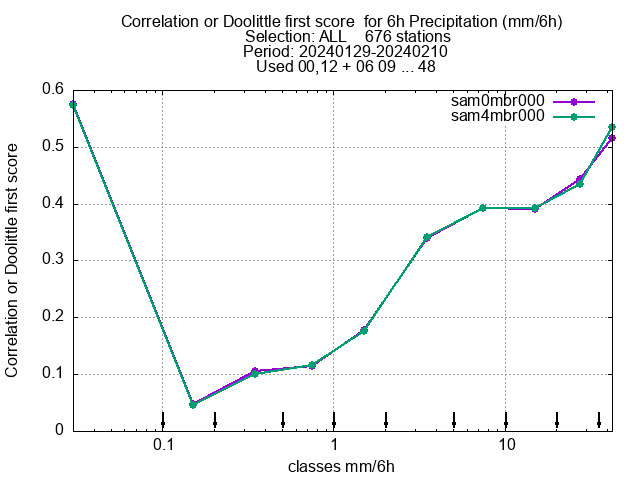 Correlation or Doolittle first score  for 6h Precipitation (mm/6h)
Selection: ALL    676 stations
Period: 20240129-20240210
Used 00,12 + 06 09 ... 48
sam0mbr000
sam4mbr000
Correlation or Doolittle first score
0.6
0.5
0.4
0.3
0.2
0.1
0
0.1 1 10
classes mm/6h